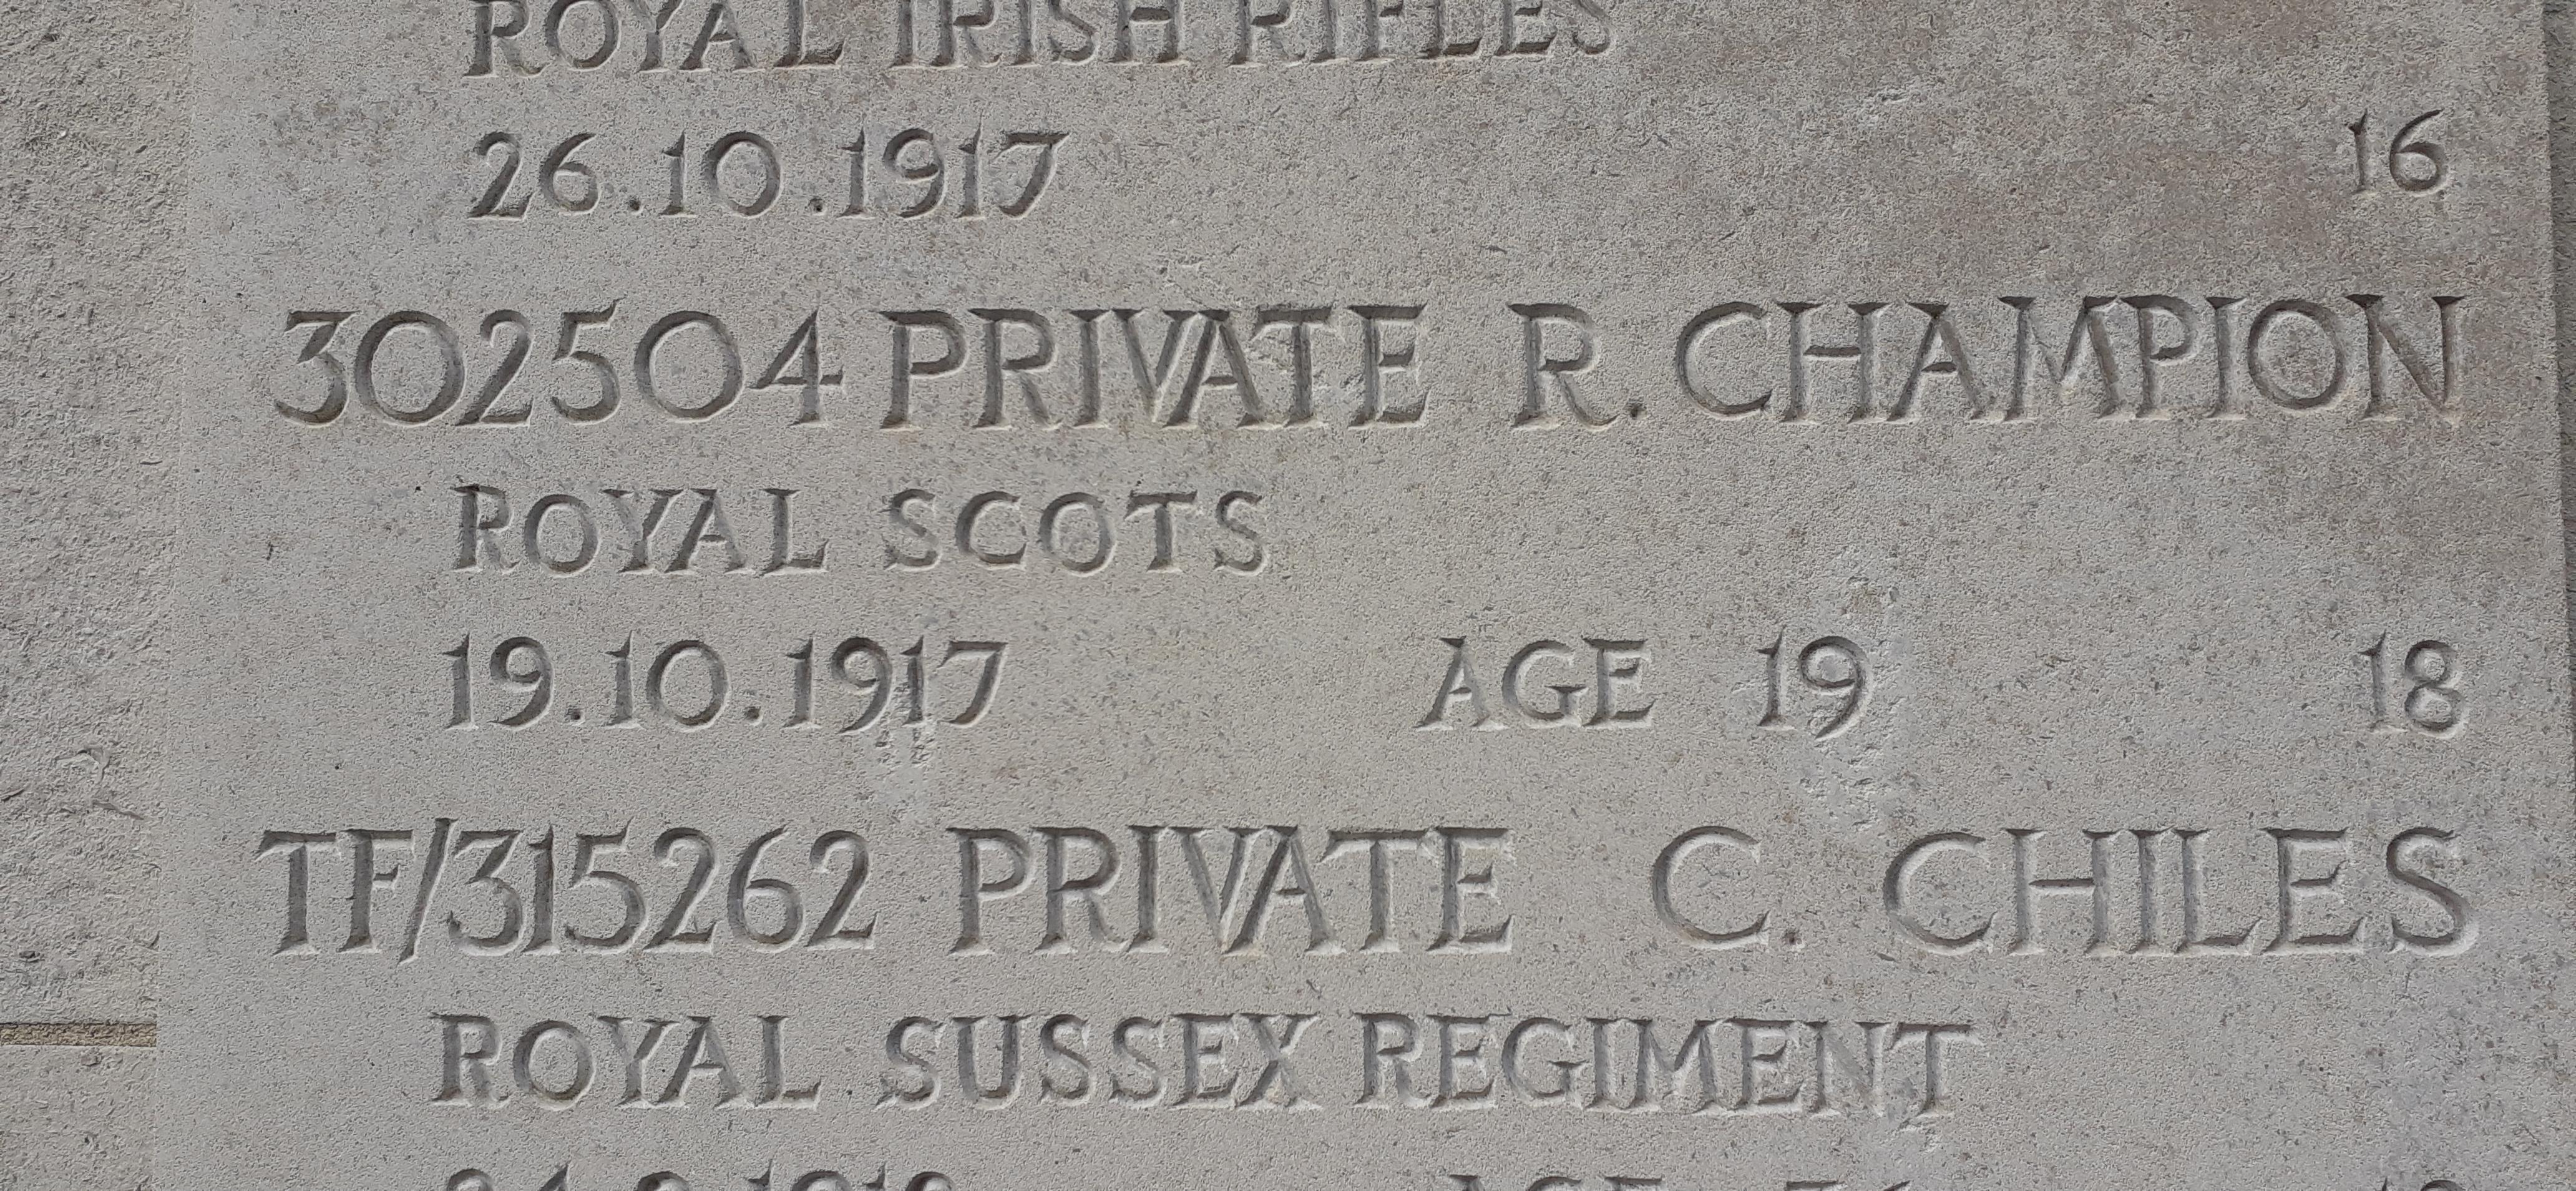 ROYAL IRISH RIFLES
26.10.1917 16
302504 PRIVATE R. CHAMPION
ROYAL SCOTS
19.10.1917 AGE 19 18
TF/315262 PRIVATE C. CHILES
ROYAL SUSSEX REGIMENT
AGE